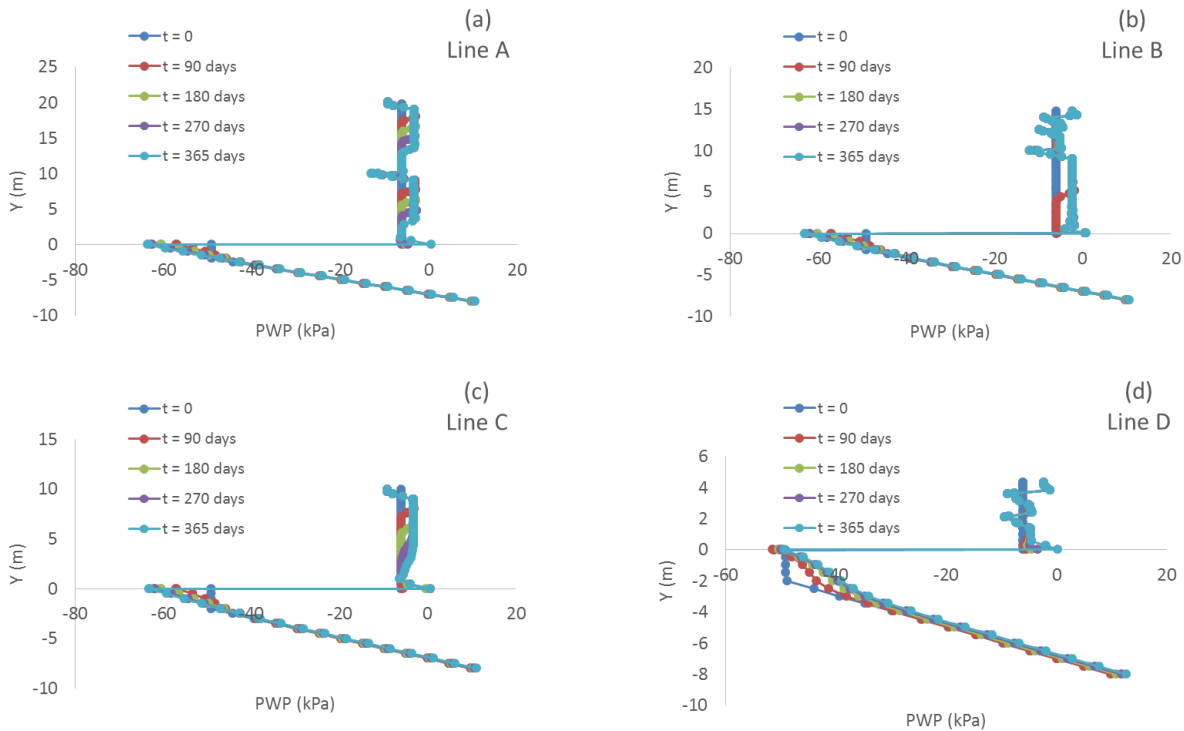 (a)
Line A
t = 0
t = 90 days
t = 180 days
t = 270 days
t = 365 days
25
20
15
10
5
0
-5
-10
-80
-60
-40
-20
0
20
Y (m)
PWP (kPa)
(b)
Line B
t = 0
t = 90 days
t = 180 days
t = 270 days
t = 365 days
20
15
10
5
0
-5
-10
-80
-60
-40
-20
0
20
Y (m)
PWP (kPa)
(c)
Line C
t = 0
t = 90 days
t = 180 days
t = 270 days
t = 365 days
15
10
5
0
-5
-10
-80
-60
-40
-20
0
20
Y (m)
PWP (kPa)
(d)
Line D
t = 0
t = 90 days
t = 180 days
t = 270 days
t = 365 days
6
4
2
0
-2
-4
-6
-8
-10
-60
-40
-20
0
20
Y (m)
PWP (kPa)